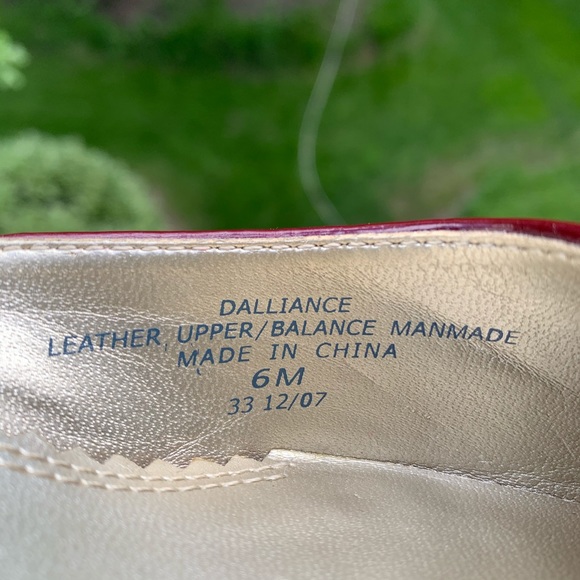 DALLIANCE
LEATHER, UPPER/BALANCE MANMADE
MADE IN CHINA
6M
33 12/07